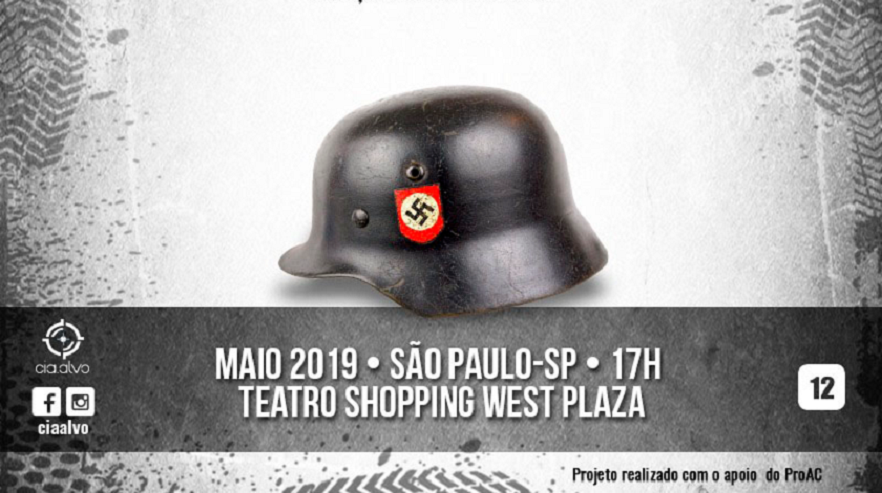 MAIO 2019 • SÃO PAULO-SP • 17H
TEATRO SHOPPING WEST PLAZA
cia.alvo
ciaalvo
12
Projeto realizado com o apoio do ProAC